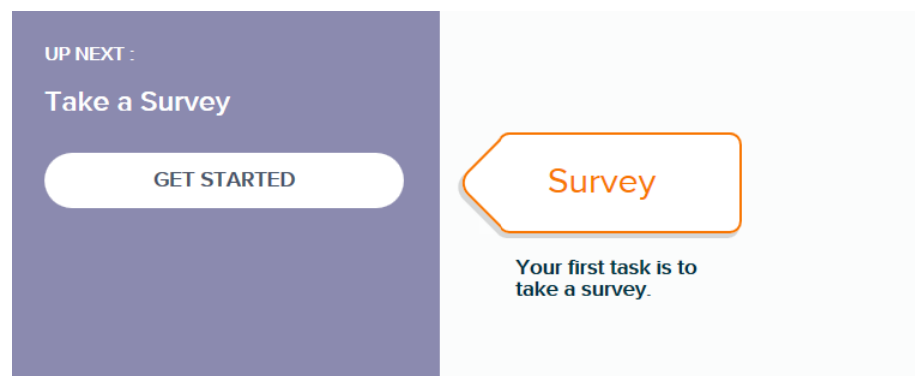 UP NEXT :
Take a Survey
GET STARTED
Survey
Your first task is to
take a survey.